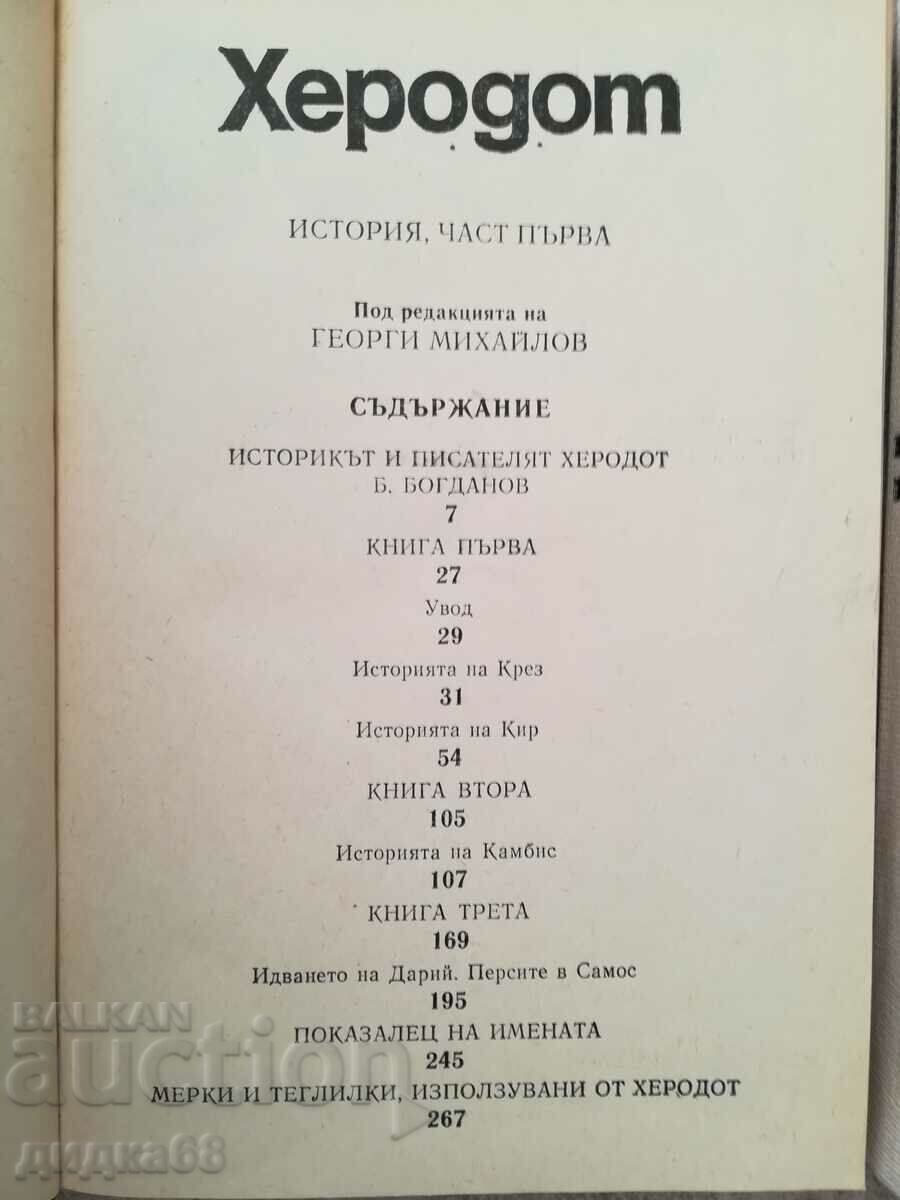 Херодот
ИСТОРИЯ, ЧАСТ ПЪРВА
Под редакцията на
ГЕОРГИ МИХАЙЛОВ
СЪДЪРЖАНИЕ
ИСТОРИКЪТ И ПИСАТЕЛЯТ ХЕРОДОТ
Б. БОГДАНОВ
7
КНИГА ПЪРВА
27
Увод
29
Историята на Крез
31
Историята на Кир
54
КНИГА ВТОРА
105
Историята на Камбис
107
КНИГА ТРЕТА
169
Идването на Дарий. Персите в Самос
195
ПОКАЗАЛЕЦ НА ИМЕНАТА
245
МЕРКИ И ТЕГЛИЛКИ, ИЗПОЛЗУВАНИ ОТ ХЕРОДОТ
267
BALKAN
auction
дидка68